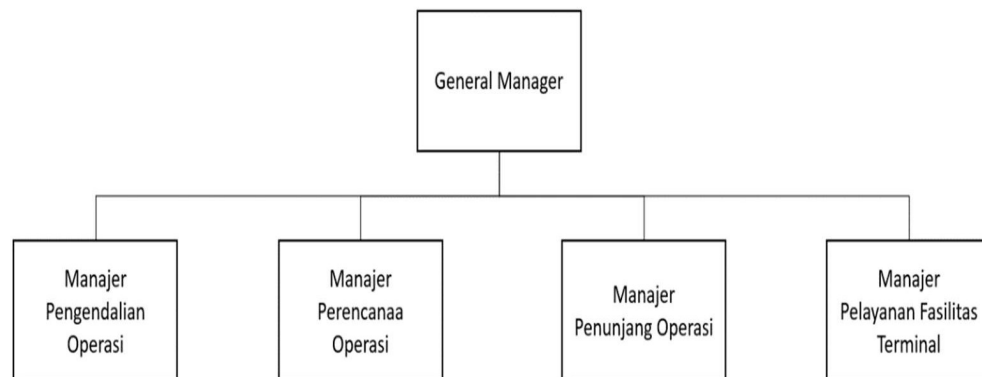 General Manager
Manajer
Pengendalian
Operasi
Manajer
Perencanaa
Operasi
Manajer
Penunjang Operasi
Manajer
Pelayanan Fasilitas
Terminal